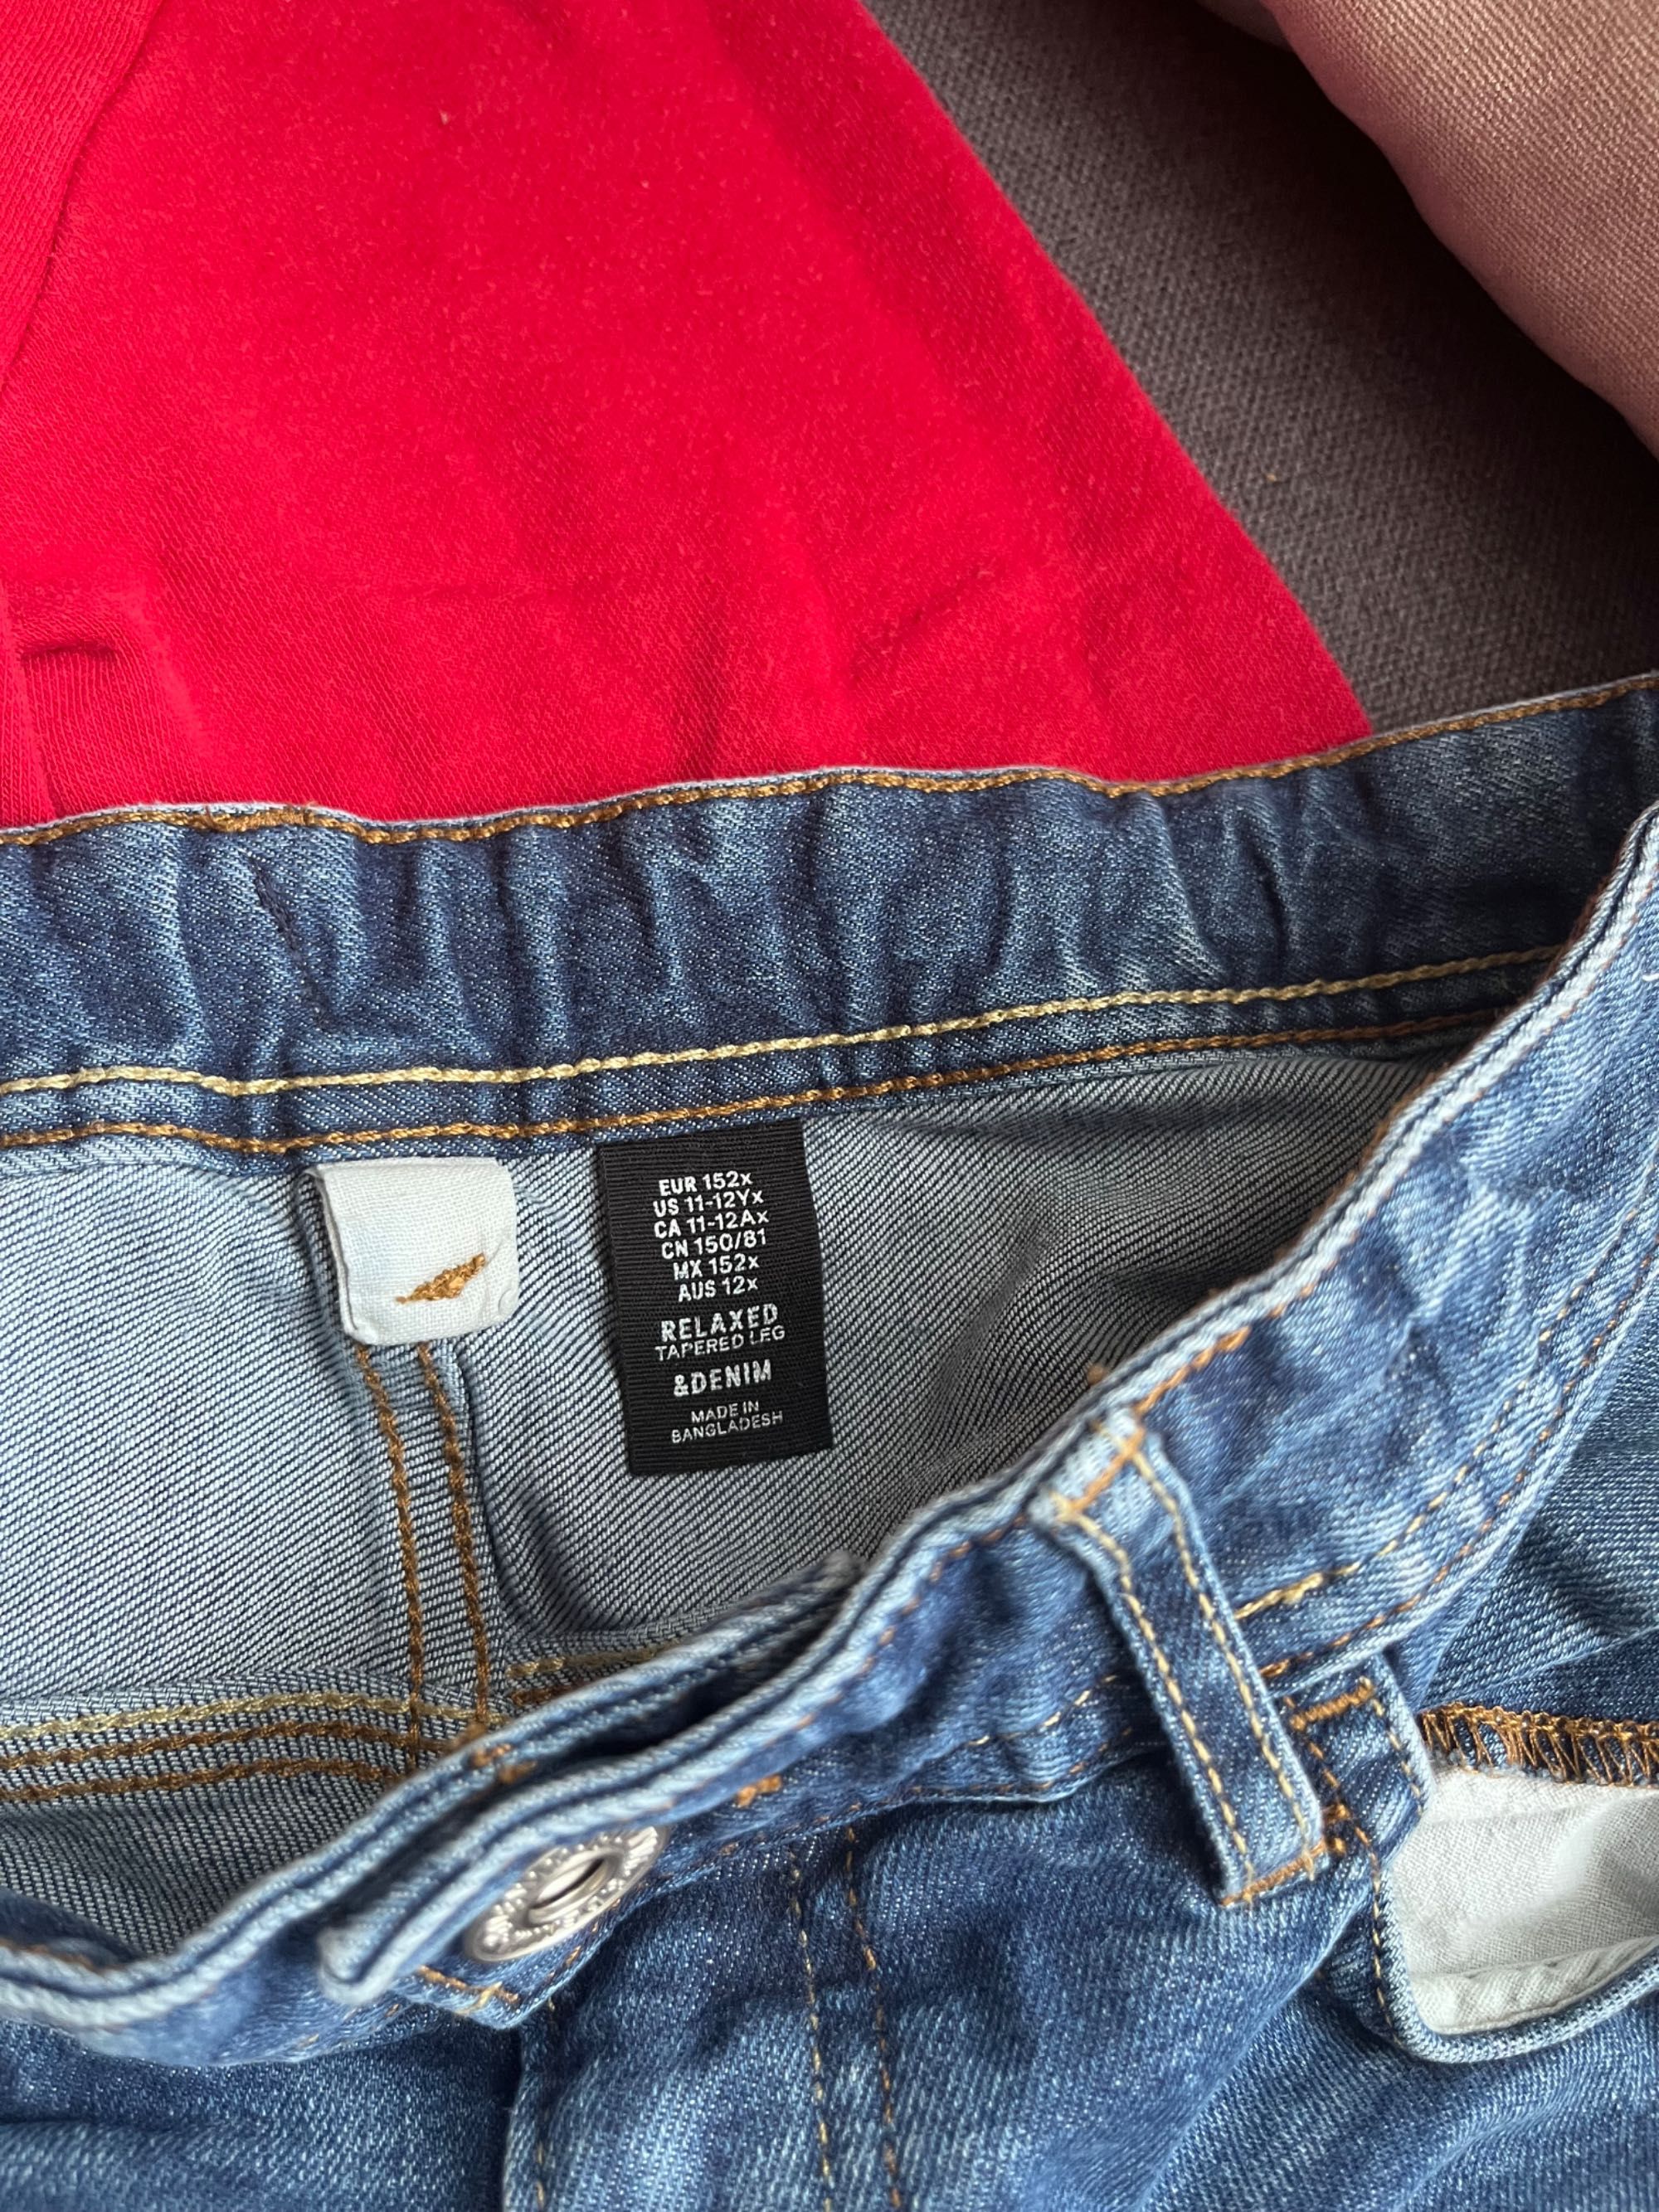 EUR 152x
US 11-12Yx
CA 11-12Ax
CN 150/81
MX 152x
AUS 12x
RELAXED
TAPERED LEG
&DENIM
MADE IN
BANGLADESH